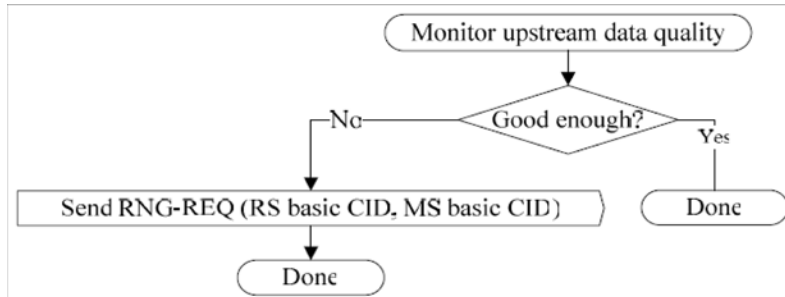 Monitor upstream data quality
Good enough?
No
Yes
Send RNG-REQ (RS basic CID, MS basic CID)
Done
Done